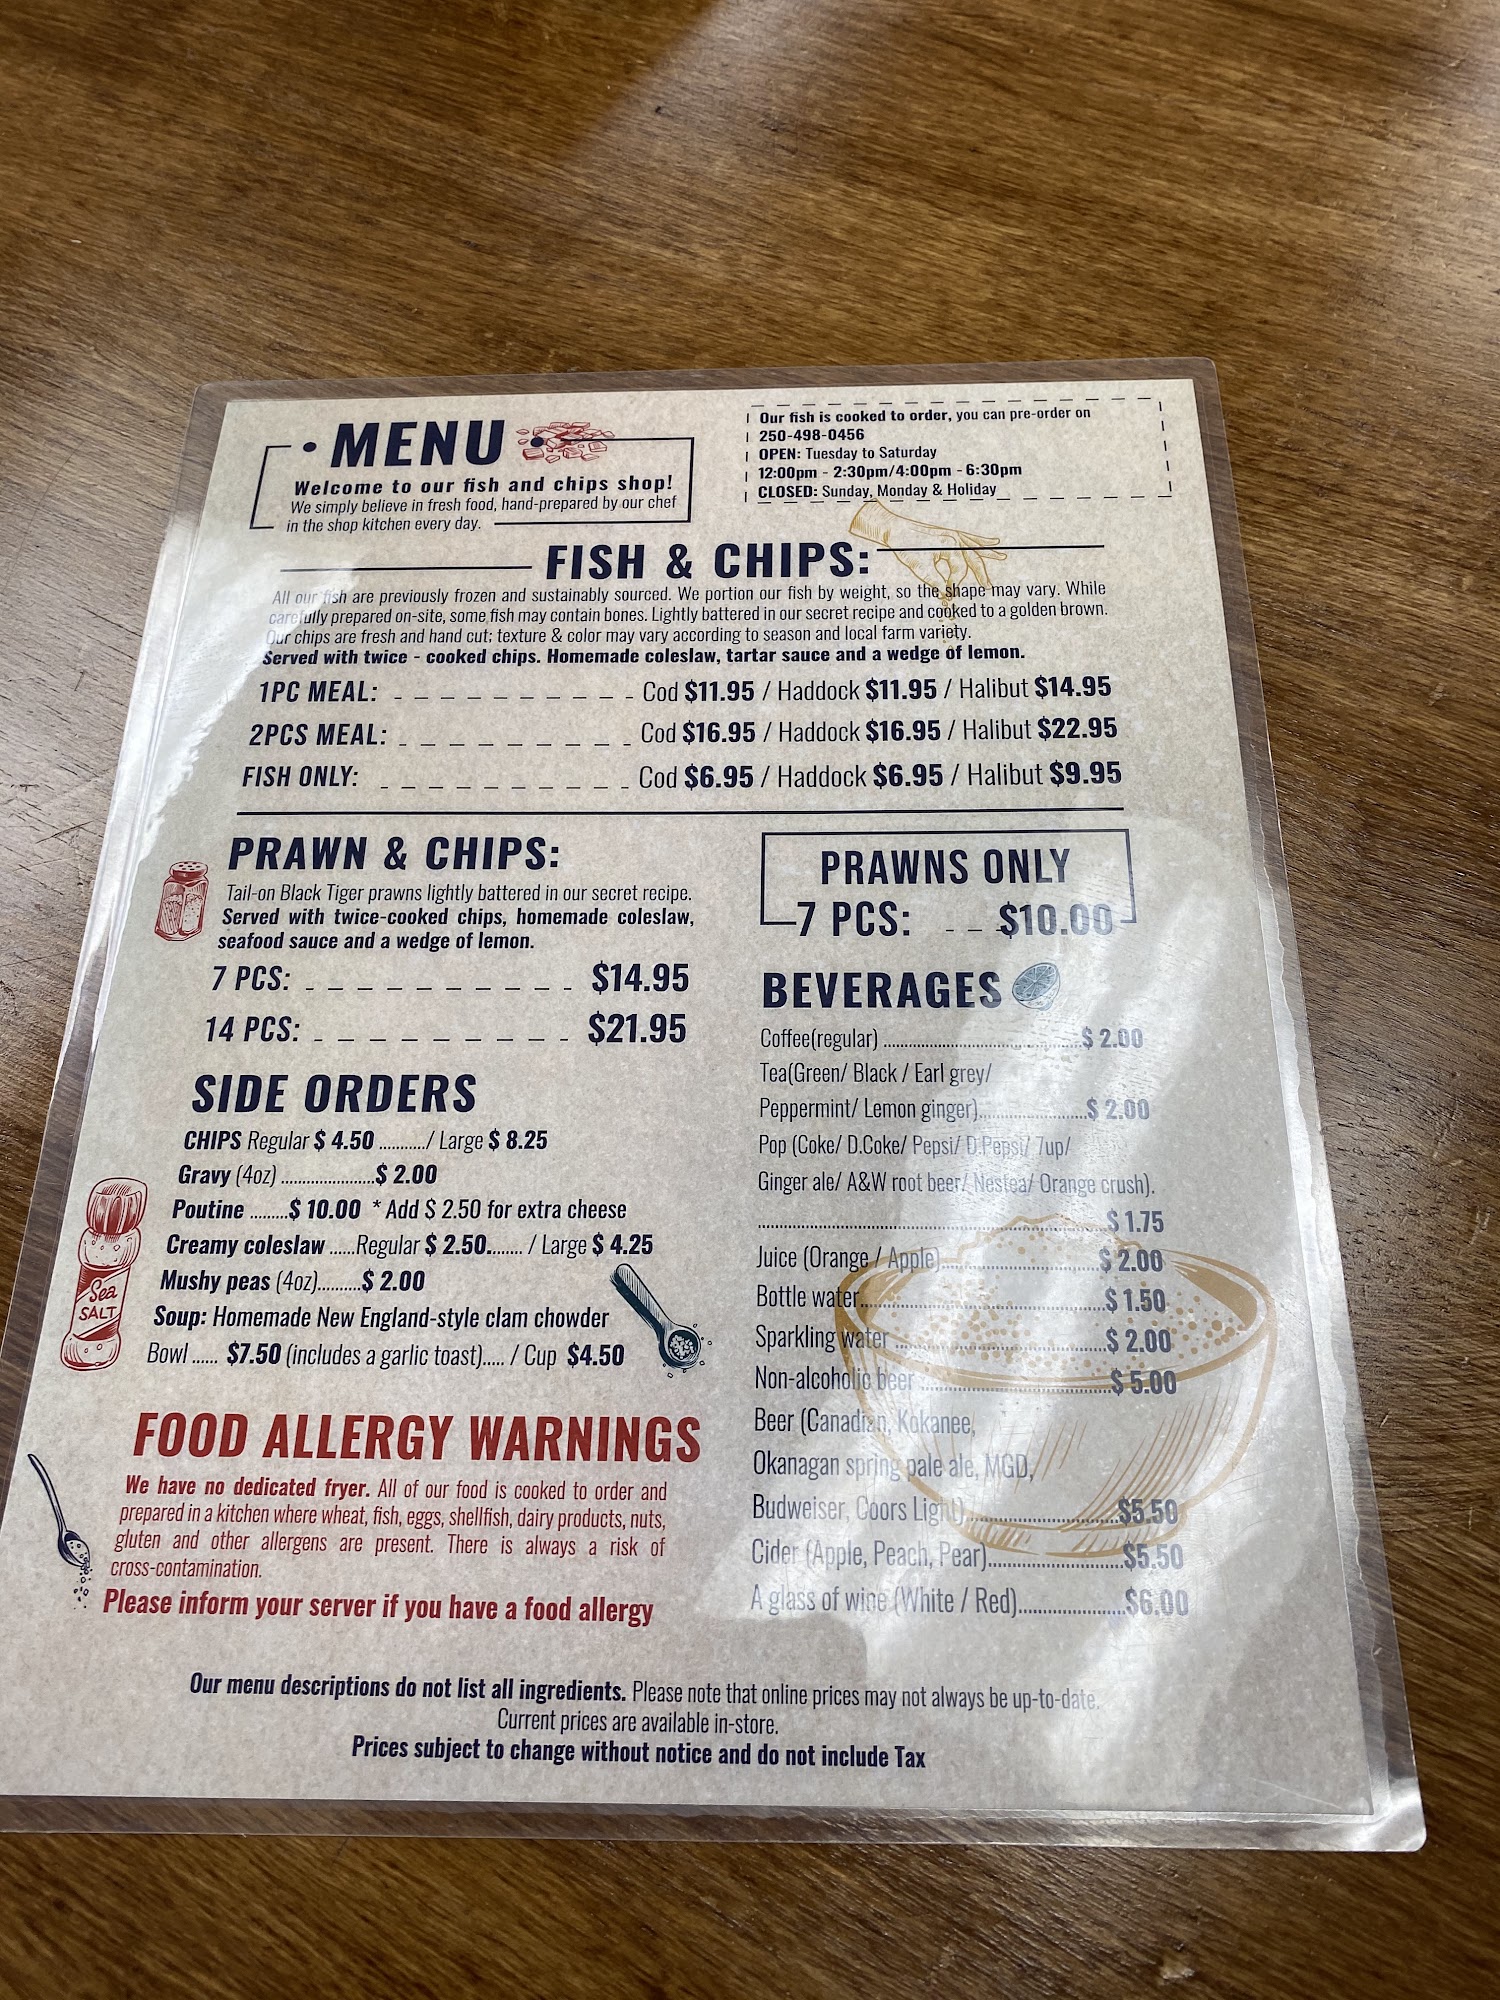 • MENU
Welcome to our fish and chips shop!
We simply believe in fresh food, hand-prepared by our chef
in the shop kitchen every day.
Our fish is cooked to order, you can pre-order on
250-498-0456
OPEN: Tuesday to Saturday
12:00pm - 2:30pm/4:00pm - 6:30pm
CLOSED: Sunday, Monday & Holiday
FISH & CHIPS:
All our fish are previously frozen and sustainably sourced. We portion our fish by weight, so the shape may vary. While
carefully prepared on-site, some fish may contain bones. Lightly battered in our secret recipe and cooked to a golden brown.
Our chips are fresh and hand cut; texture & color may vary according to season and local farm variety.
Served with twice - cooked chips. Homemade coleslaw, tartar sauce and a wedge of lemon.
1PC MEAL: _ _ _ _ _ _ _ _ _ _ Cod $11.95 / Haddock $11.95 / Halibut $14.95
2PCS MEAL: _ _ _ _ _ _ _ _ _ Cod $16.95 / Haddock $16.95 / Halibut $22.95
FISH ONLY: _ _ _ _ _ _ _ _ _ _ Cod $6.95 / Haddock $6.95 / Halibut $9.95
PRAWN & CHIPS:
Tail-on Black Tiger prawns lightly battered in our secret recipe.
Served with twice-cooked chips, homemade coleslaw,
seafood sauce and a wedge of lemon.
7 PCS: _ _ _ _ _ _ _ _ _ _ $14.95
14 PCS: _ _ _ _ _ _ _ _ _ $21.95
SIDE ORDERS
CHIPS Regular $ 4.50 .........../ Large $ 8.25
Gravy (4oz) ......................$ 2.00
Poutine .........$ 10.00 * Add $ 2.50 for extra cheese
Creamy coleslaw ......Regular $ 2.50........ / Large $ 4.25
Mushy peas (4oz)..........$ 2.00
Soup: Homemade New England-style clam chowder
Bowl ...... $7.50 (includes a garlic toast)..... / Cup $4.50
Sea
SALT
FOOD ALLERGY WARNINGS
We have no dedicated fryer. All of our food is cooked to order and
prepared in a kitchen where wheat, fish, eggs, shellfish, dairy products, nuts,
gluten and other allergens are present. There is always a risk of
cross-contamination.
Please inform your server if you have a food allergy
PRAWNS ONLY
7 PCS: _ _ _ $10.00
BEVERAGES
Coffee(regular) ..........................................$ 2.00
Tea(Green/ Black / Earl grey/
Peppermint/ Lemon ginger).......................$ 2.00
Pop (Coke/ D.Coke/ Pepsi/ D.Pepsi/ 7up/
Ginger ale/ A&W root beer/ Nestea/ Orange crush).
..........................................................................$ 1.75
Juice (Orange / Apple)..................................$ 2.00
Bottle water....................................................$ 1.50
Sparkling water .............................................$ 2.00
Non-alcoholic beer ........................................$ 5.00
Beer (Canadian, Kokanee,
Okanagan spring pale ale, MGD,
Budweiser, Coors Light)...............................$5.50
Cider (Apple, Peach, Pear)............................$5.50
A glass of wine (White / Red)......................$6.00
Our menu descriptions do not list all ingredients. Please note that online prices may not always be up-to-date.
Current prices are available in-store.
Prices subject to change without notice and do not include Tax